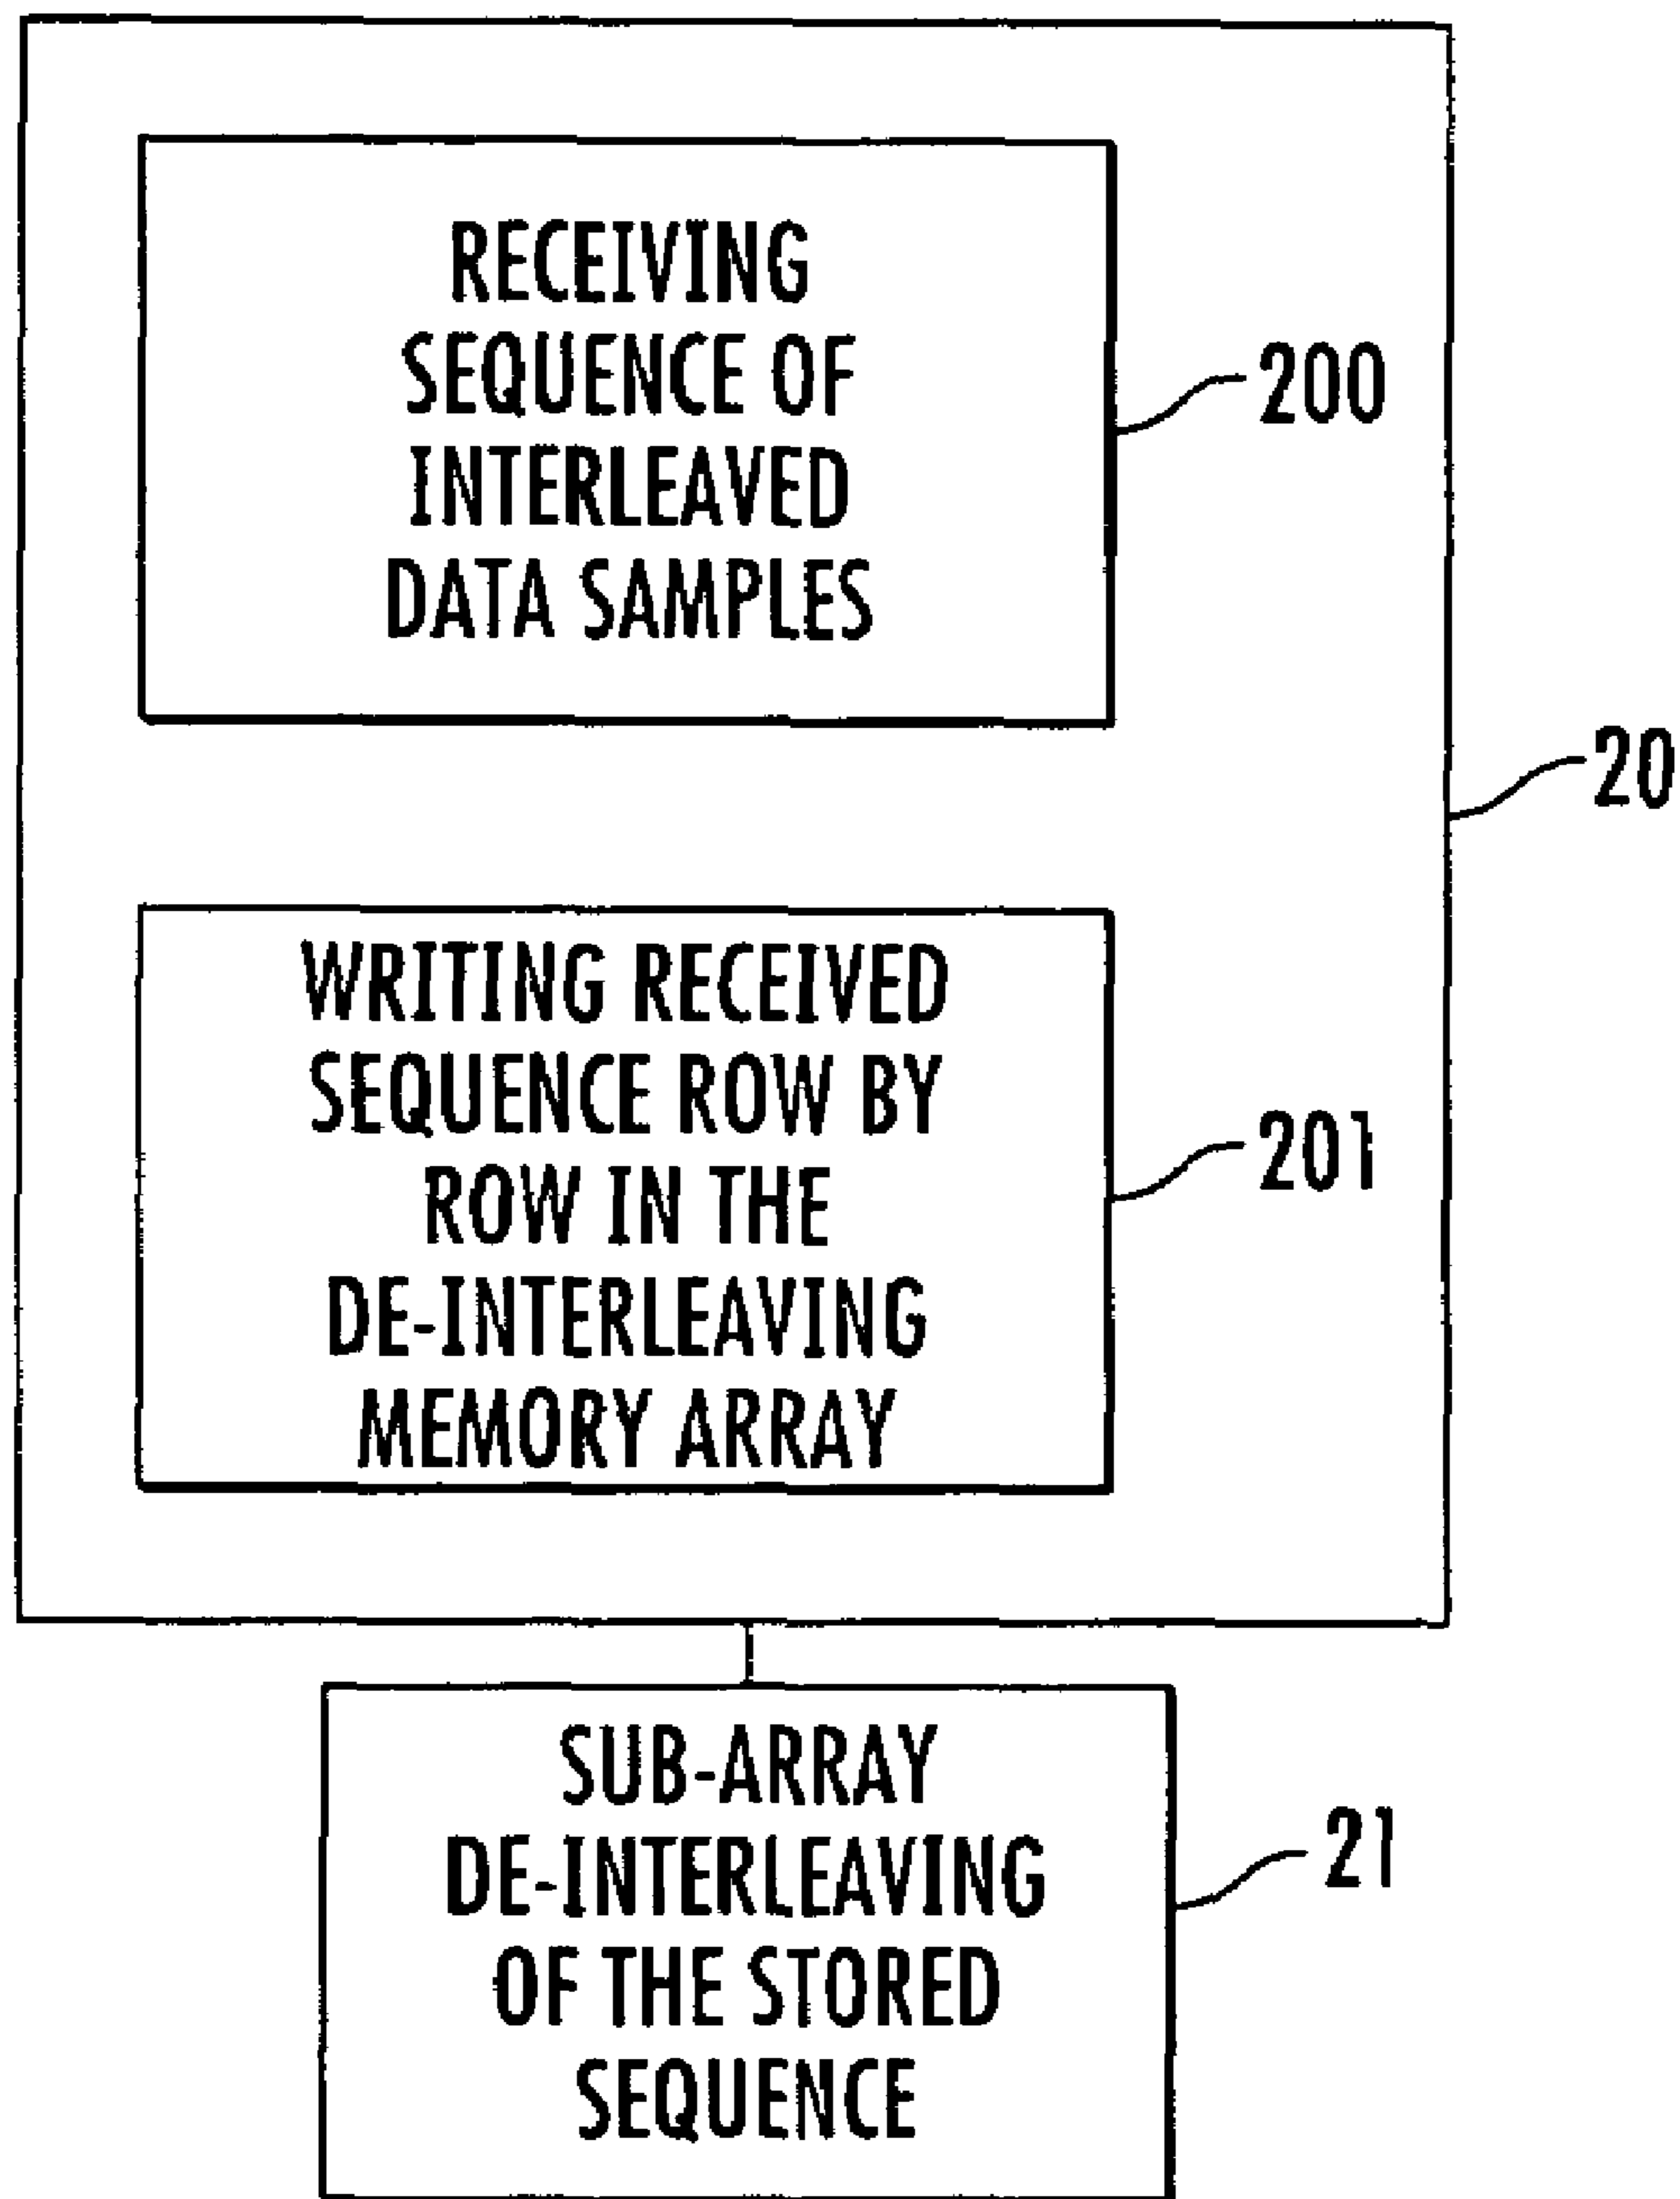 RECEIVING
SEQUENCE OF
INTERLEAVED
DATA SAMPLES
200
20
WRITING RECEIVED
SEQUENCE ROW BY
ROW IN THE
DE-INTERLEAVING
MEMORY ARRAY
201
SUB-ARRAY
DE-INTERLEAVING
OF THE STORED
SEQUENCE
21